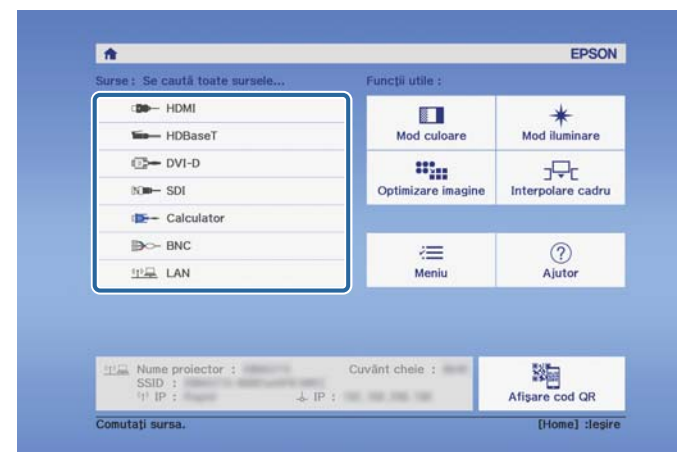 EPSON
Surse : Se caută toate sursele...
Funcții utile :
HDMI
HDBaseT
DVI-D
SDI
Calculator
BNC
LAN
Mod culoare
Mod iluminare
Optimizare imagine
Interpolare cadru
Meniu
Ajutor
Nume proiector :
Cuvânt cheie :
SSID :
IP :
IP :
Afișare cod QR
Comutați sursa.
[Home] :Ieșire